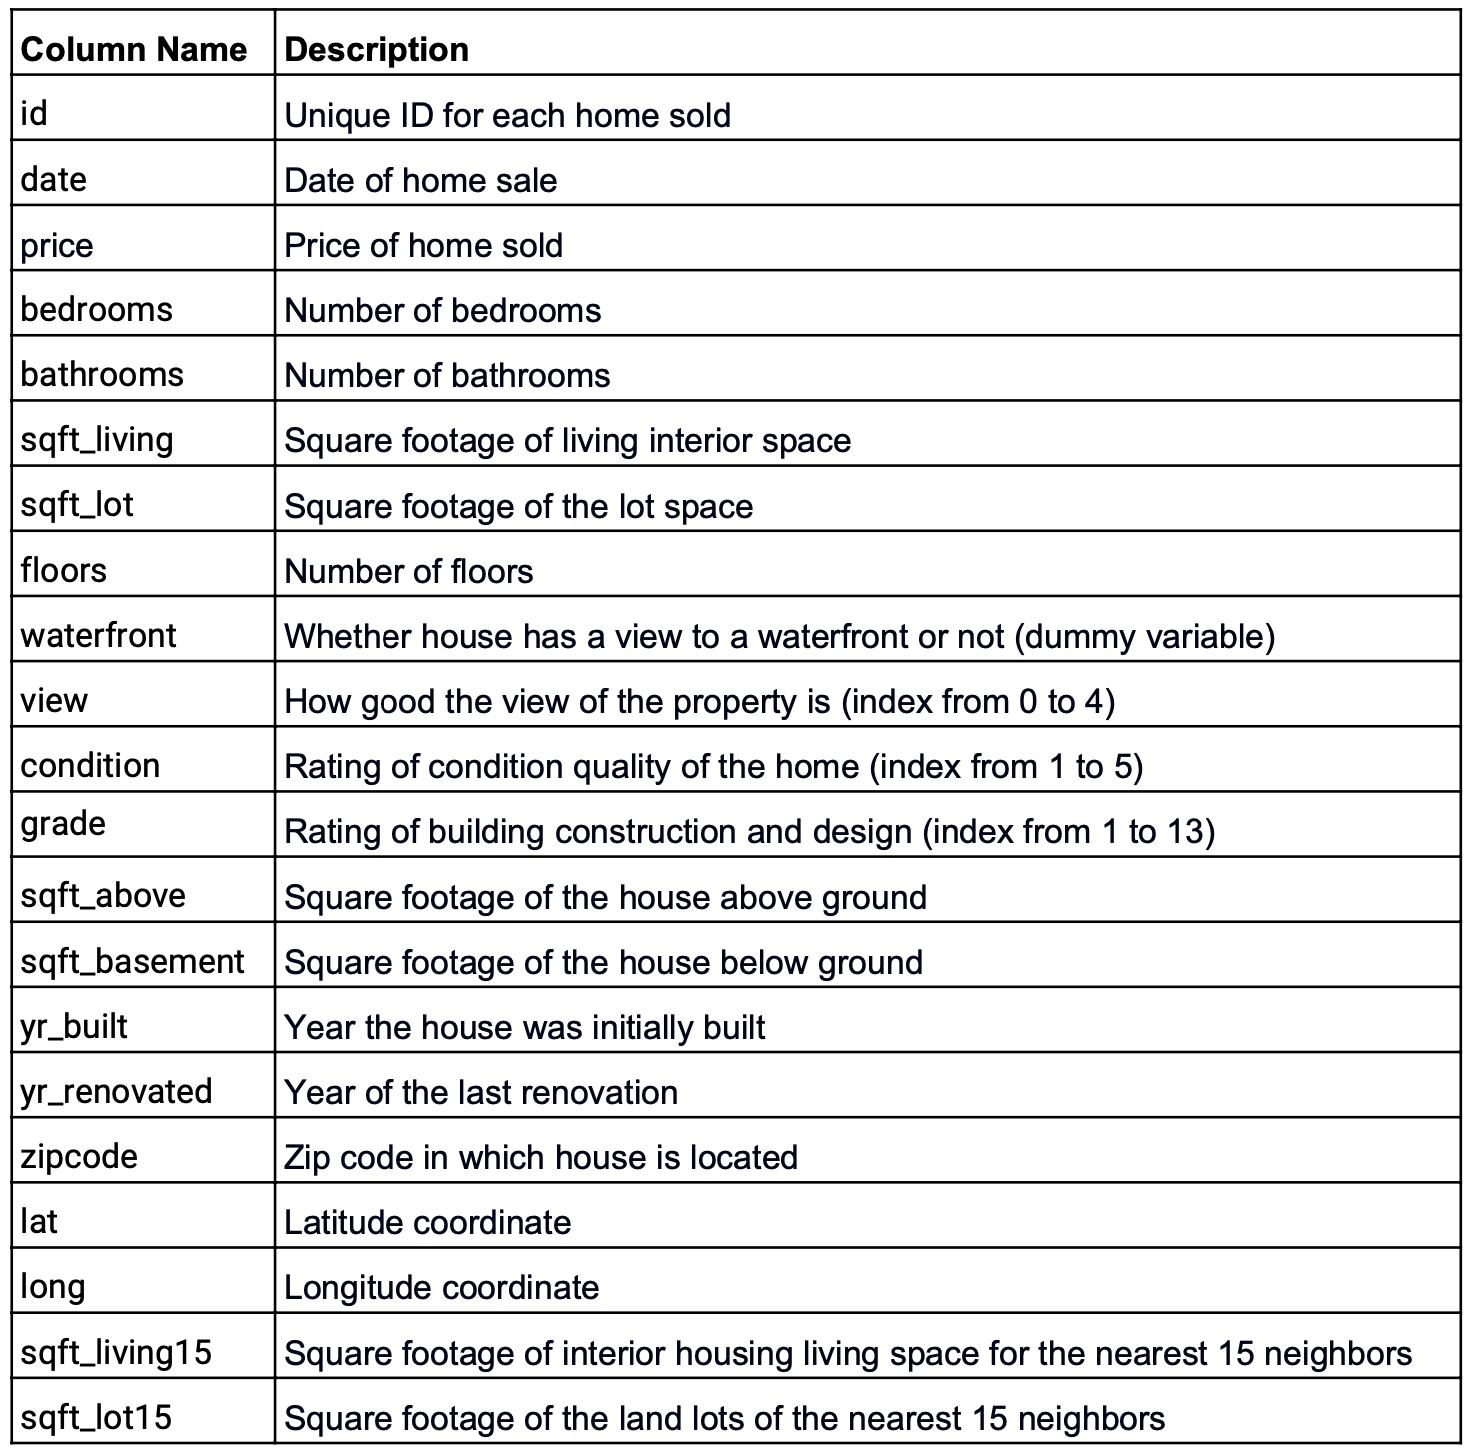 Column Name Description
id Unique ID for each home sold
date Date of home sale
price Price of home sold
bedrooms Number of bedrooms
bathrooms Number of bathrooms
sqft_living Square footage of living interior space
sqft_lot Square footage of the lot space
floors Number of floors
waterfront Whether house has a view to a waterfront or not (dummy variable)
view How good the view of the property is (index from 0 to 4)
condition Rating of condition quality of the home (index from 1 to 5)
grade Rating of building construction and design (index from 1 to 13)
sqft_above Square footage of the house above ground
sqft_basement Square footage of the house below ground
yr_built Year the house was initially built
yr_renovated Year of the last renovation
zipcode Zip code in which house is located
lat Latitude coordinate
long Longitude coordinate
sqft_living15 Square footage of interior housing living space for the nearest 15 neighbors
sqft_lot15 Square footage of the land lots of the nearest 15 neighbors